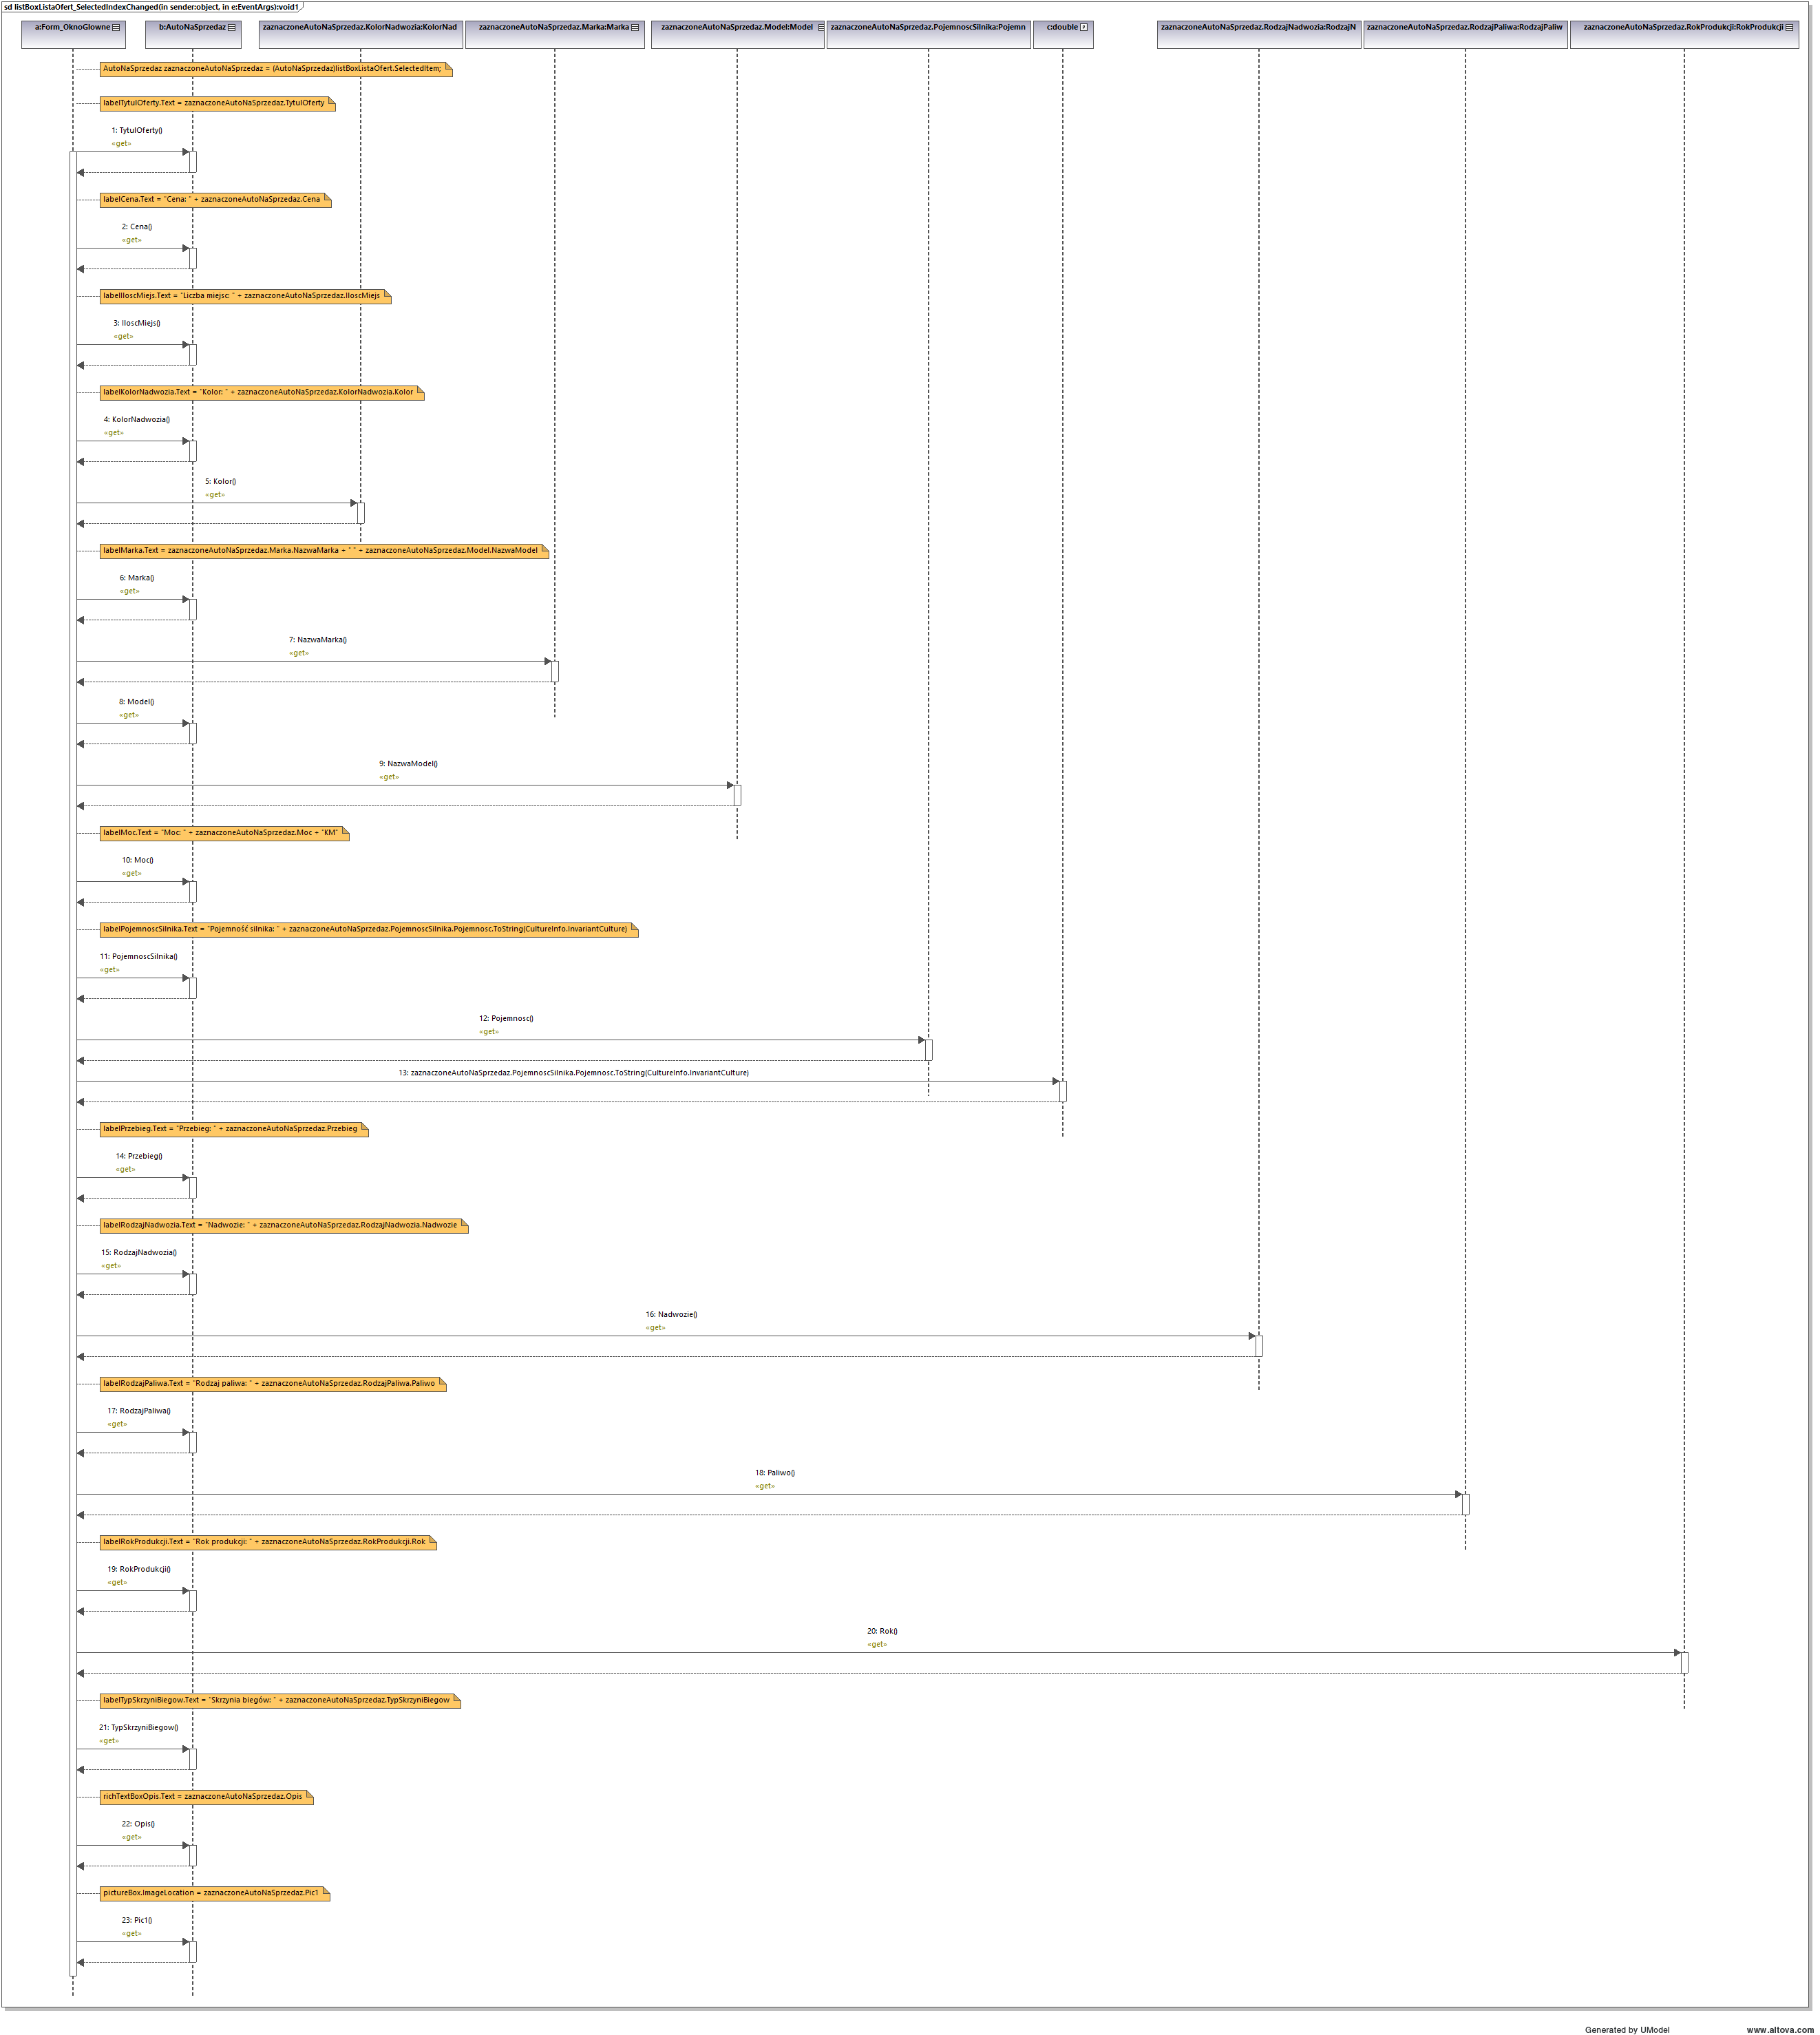 sd listBoxListaOfert_SelectedIndexChanged(in sender:object, in e:EventArgs):void1
a:Form_OknoGlowne
b:AutoNaSprzedaz
zaznaczoneAutoNaSprzedaz.KolorNadwozia:KolorNad
zaznaczoneAutoNaSprzedaz.Marka:Marka
zaznaczoneAutoNaSprzedaz.Model:Model
zaznaczoneAutoNaSprzedaz.PojemnoscSilnika:Pojemn
c:double
zaznaczoneAutoNaSprzedaz.RodzajNadwozia:RodzajN
zaznaczoneAutoNaSprzedaz.RodzajPaliwa:RodzajPaliw
zaznaczoneAutoNaSprzedaz.RokProdukcji:RokProdukcji
AutoNaSprzedaz zaznaczoneAutoNaSprzedaz = (AutoNaSprzedaz)listBoxListaOfert.SelectedItem;
labelTytulOferty.Text = zaznaczoneAutoNaSprzedaz.TytulOferty
1: TytulOferty()
«get»
labelCena.Text = "Cena: " + zaznaczoneAutoNaSprzedaz.Cena
2: Cena()
«get»
labelIloscMiejs.Text = "Liczba miejsc: " + zaznaczoneAutoNaSprzedaz.IloscMiejs
3: IloscMiejs()
«get»
labelKolorNadwozia.Text = "Kolor: " + zaznaczoneAutoNaSprzedaz.KolorNadwozia.Kolor
4: KolorNadwozia()
«get»
5: Kolor()
«get»
labelMarka.Text = zaznaczoneAutoNaSprzedaz.Marka.NazwaMarka + " " + zaznaczoneAutoNaSprzedaz.Model.NazwaModel
6: Marka()
«get»
7: NazwaMarka()
«get»
8: Model()
«get»
9: NazwaModel()
«get»
labelMoc.Text = "Moc: " + zaznaczoneAutoNaSprzedaz.Moc + "KM"
10: Moc()
«get»
labelPojemnoscSilnika.Text = "Pojemność silnika: " + zaznaczoneAutoNaSprzedaz.PojemnoscSilnika.Pojemnosc.ToString(CultureInfo.InvariantCulture)
11: PojemnoscSilnika()
«get»
12: Pojemnosc()
«get»
13: zaznaczoneAutoNaSprzedaz.PojemnoscSilnika.Pojemnosc.ToString(CultureInfo.InvariantCulture)
labelPrzebieg.Text = "Przebieg: " + zaznaczoneAutoNaSprzedaz.Przebieg
14: Przebieg()
«get»
labelRodzajNadwozia.Text = "Nadwozie: " + zaznaczoneAutoNaSprzedaz.RodzajNadwozia.Nadwozie
15: RodzajNadwozia()
«get»
16: Nadwozie()
«get»
labelRodzajPaliwa.Text = "Rodzaj paliwa: " + zaznaczoneAutoNaSprzedaz.RodzajPaliwa.Paliwo
17: RodzajPaliwa()
«get»
18: Paliwo()
«get»
labelRokProdukcji.Text = "Rok produkcji: " + zaznaczoneAutoNaSprzedaz.RokProdukcji.Rok
19: RokProdukcji()
«get»
20: Rok()
«get»
labelTypSkrzyniBiegow.Text = "Skrzynia biegów: " + zaznaczoneAutoNaSprzedaz.TypSkrzyniBiegow
21: TypSkrzyniBiegow()
«get»
richTextBoxOpis.Text = zaznaczoneAutoNaSprzedaz.Opis
22: Opis()
«get»
pictureBox.ImageLocation = zaznaczoneAutoNaSprzedaz.Pic1
23: Pic1()
«get»
Generated by UModel www.altova.com